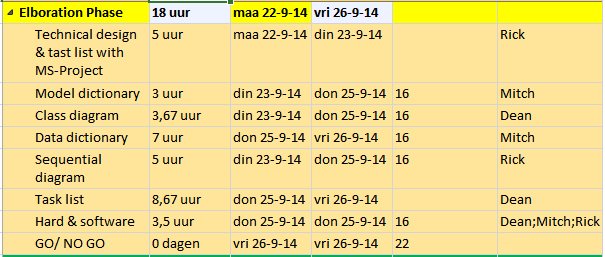 Elboration Phase 18 uur maa 22-9-14 vri 26-9-14
Technical design 5 uur maa 22-9-14 din 23-9-14 Rick
& tast list with
MS-Project
Model dictionary 3 uur din 23-9-14 don 25-9-14 16 Mitch
Class diagram 3,67 uur din 23-9-14 don 25-9-14 16 Dean
Data dictionary 7 uur don 25-9-14 vri 26-9-14 16 Mitch
Sequential 5 uur din 23-9-14 don 25-9-14 16 Rick
diagram
Task list 8,67 uur don 25-9-14 vri 26-9-14 Dean
Hard & software 3,5 uur don 25-9-14 don 25-9-14 16 Dean;Mitch;Rick
GO/ NO GO 0 dagen vri 26-9-14 vri 26-9-14 22